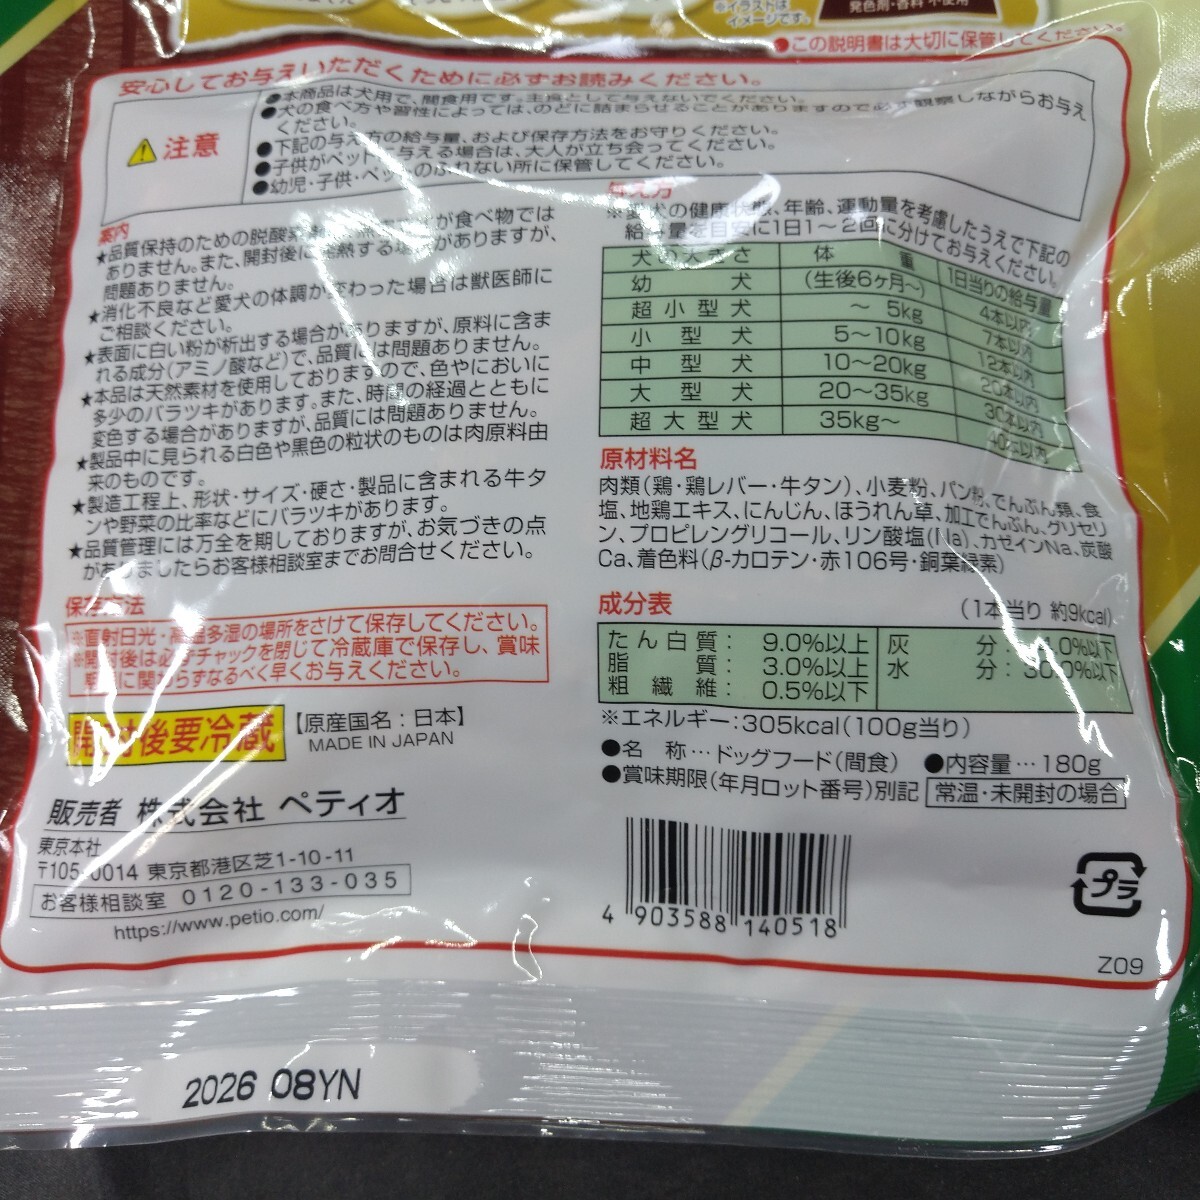 ※イラストは
イメージです。
発色剤・香料 不使用
●この説明書は大切に保管してください。
安心してお与えいただくために必ずお読みください。
注意
●本商品は犬用で、間食用です。主食として与えないでください。
●犬の食べ方や習性によっては、のどに詰まらせることがありますので必ず観察しながらお与え
ください。
●下記の与え方の給与量、および保存方法をお守りください。
●子供がペットに与える場合は、大人が立ち会ってください。
●幼児・子供・ペットのふれない所に保管してください。
案内
★品質保持のための脱酸素 が食べ物では
ありません。また、開封後に発熱する場合がありますが、
問題ありません。
★消化不良など愛犬の体調が変わった場合は獣医師に
ご相談ください。
★表面に白い粉が析出する場合がありますが、原料に含ま
れる成分(アミノ酸など)で、品質には問題ありません。
★本品は天然素材を使用しておりますので、色やにおいに
多少のバラツキがあります。また、時間の経過とともに
変色する場合がありますが、品質には問題ありません。
★製品中に見られる白色や黒色の粒状のものは肉原料由
来のものです。
★製造工程上、形状・サイズ・硬さ・製品に含まれる牛タ
ンや野菜の比率などにバラツキがあります。
★品質管理には万全を期しておりますが、お気づきの点
がありましたらお客様相談室までお問合せください。
保存方法
※直射日光・高温多湿の場所をさけて保存してください。
※開封後は必ずチャックを閉じて冷蔵庫で保存し、賞味
期限に関わらずなるべく早くお与えください。
開封後要冷蔵
【原産国名：日本】
MADE IN JAPAN
販売者 株式会社 ペティオ
東京本社
〒105-0014 東京都港区芝1-10-11
お客様相談室 0120-133-035
https://www.petio.com/
与え方
※愛犬の健康状態、年齢、運動量を考慮したうえで下記の
給与量を目安に1日1～2回に分けてお与えください。
犬の大きさ 体重 1日当りの給与量
幼犬 (生後6ヶ月～) 4本以内
超小型犬 ～5kg 7本以内
小型犬 5～10kg 12本以内
中型犬 10～20kg 20本以内
大型犬 20～35kg 30本以内
超大型犬 35kg～ 40本以内
原材料名
肉類(鶏・鶏レバー・牛タン)、小麦粉、パン粉、でんぷん類、食
塩、地鶏エキス、にんじん、ほうれん草、加工でんぷん、グリセリ
ン、プロピレングリコール、リン酸塩(Na)、カゼインNa、炭酸
Ca、着色料(β-カロテン・赤106号・銅葉緑素)
成分表 (1本当り 約9kcal)
たん白質： 9.0%以上 灰分： .0%以下
脂質： 3.0%以上 水分： 30.0%以下
粗繊維： 0.5%以下
※エネルギー：305kcal(100g当り)
●名 称…ドッグフード(間食) ●内容量…180g
●賞味期限(年月ロット番号)別記 常温・未開封の場合
4 903588 140518
プラ
Z09
2026 08YN